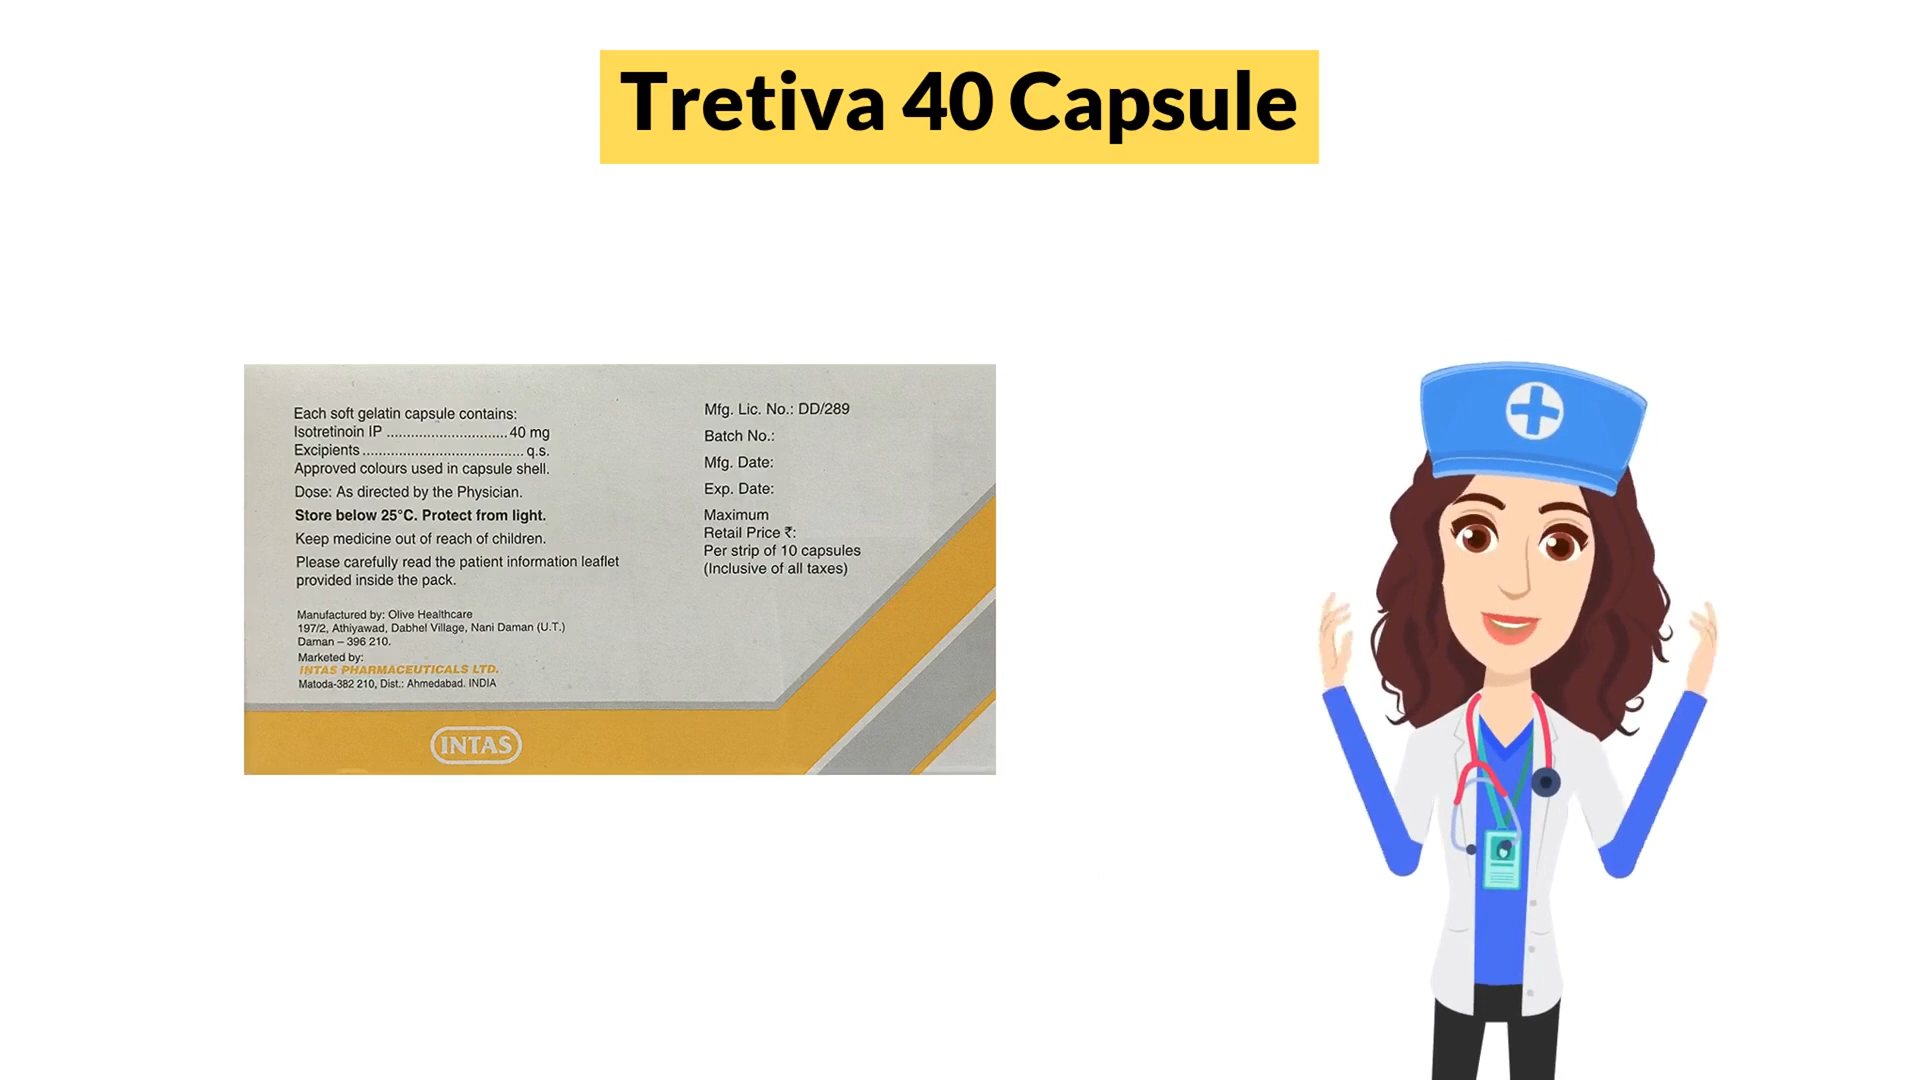 Tretiva 40 Capsule
Each soft gelatin capsule contains:
Isotretinoin IP .............................. 40 mg
Excipients ........................................ q.s.
Approved colours used in capsule shell.
Dose: As directed by the Physician.
Store below 25°C. Protect from light.
Keep medicine out of reach of children.
Please carefully read the patient information leaflet
provided inside the pack.
Manufactured by: Olive Healthcare
197/2, Athiyawad, Dabhel Village, Nani Daman (U.T.)
Daman – 396 210.
Marketed by:
INTAS PHARMACEUTICALS LTD.
Matoda-382 210, Dist.: Ahmedabad. INDIA
INTAS
Mfg. Lic. No.: DD/289
Batch No.:
Mfg. Date:
Exp. Date:
Maximum
Retail Price ₹:
Per strip of 10 capsules
(Inclusive of all taxes)